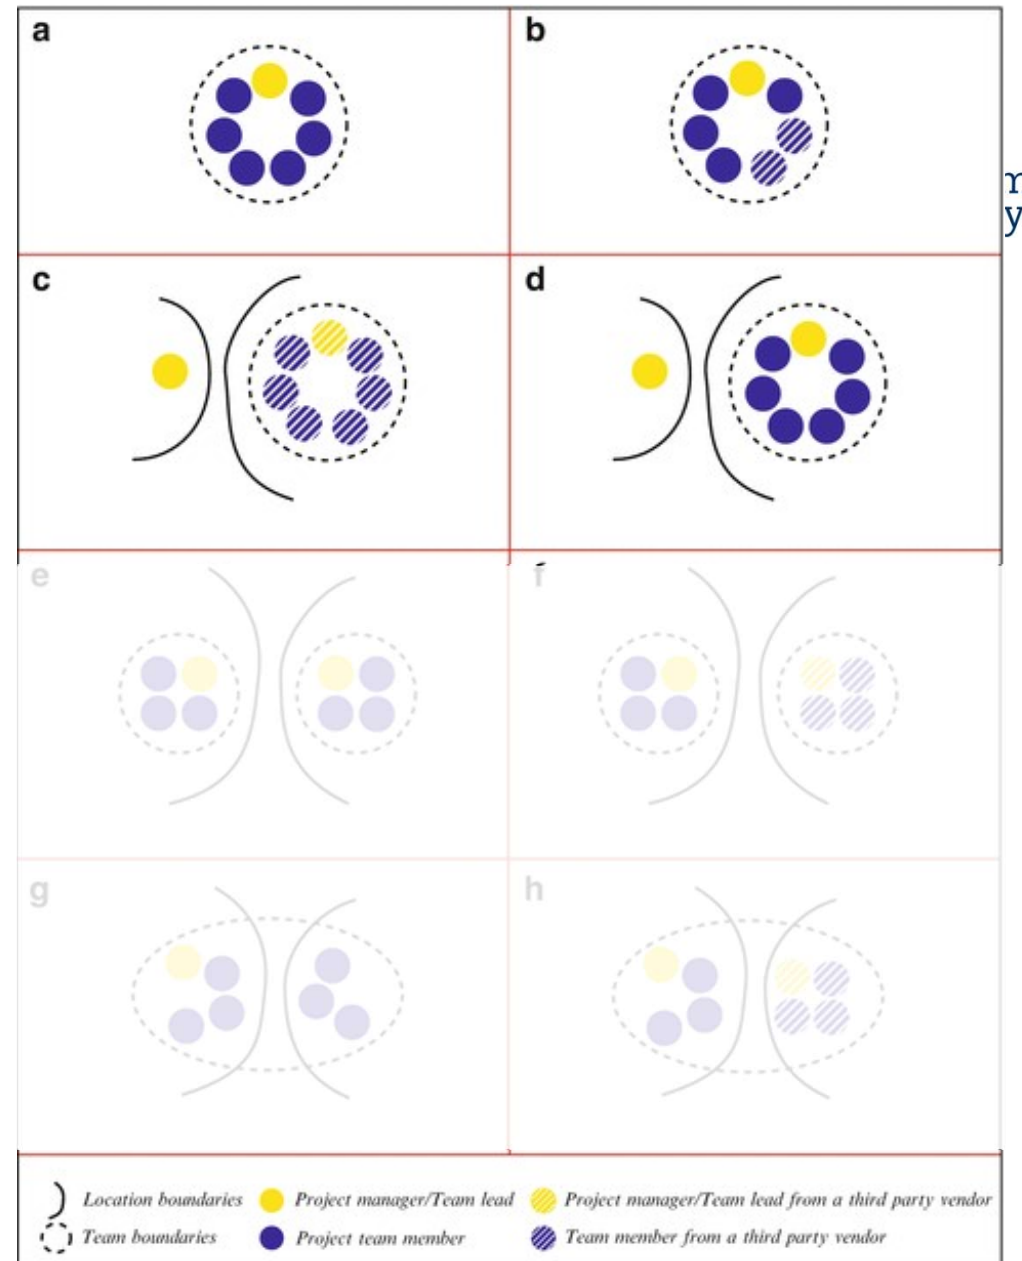 a
b
c
d
e
f
g
h
Location boundaries
Project manager/Team lead
Project manager/Team lead from a third party vendor
Team boundaries
Project team member
Team member from a third party vendor